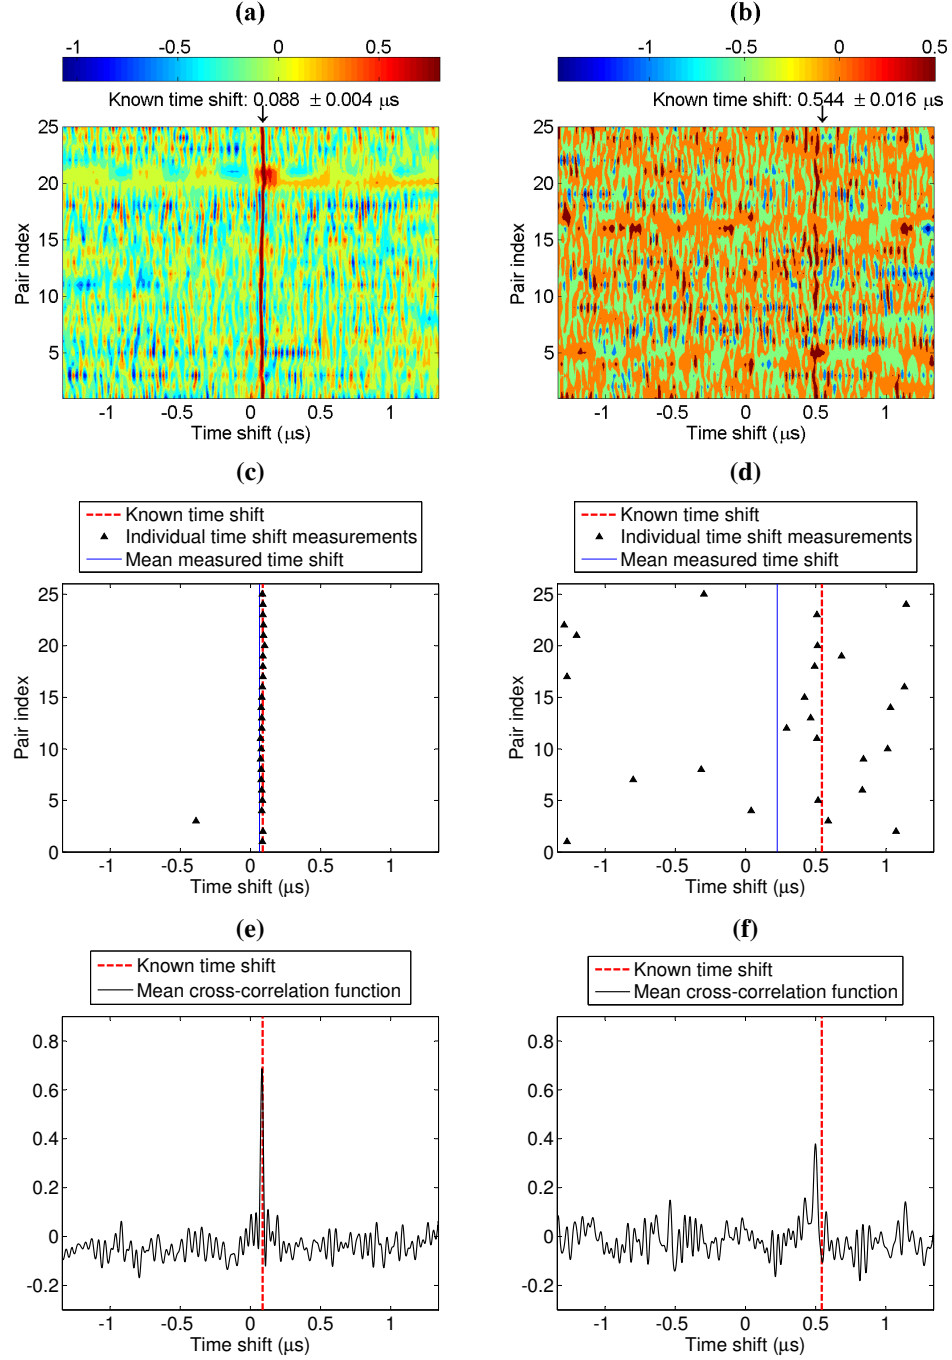 (a)
-1 -0.5 0 0.5
Known time shift: 0.088 ± 0.004 µs
25
20
15
10
5
Pair index
-1 -0.5 0 0.5 1
Time shift (µs)
(b)
-1 -0.5 0 0.5
Known time shift: 0.544 ± 0.016 µs
25
20
15
10
5
Pair index
-1 -0.5 0 0.5 1
Time shift (µs)
(c)
Known time shift
Individual time shift measurements
Mean measured time shift
25
20
15
10
5
0
Pair index
-1 -0.5 0 0.5 1
Time shift (µs)
(d)
Known time shift
Individual time shift measurements
Mean measured time shift
25
20
15
10
5
0
Pair index
-1 -0.5 0 0.5 1
Time shift (µs)
(e)
Known time shift
Mean cross-correlation function
0.8
0.6
0.4
0.2
0
-0.2
-1 -0.5 0 0.5 1
Time shift (µs)
(f)
Known time shift
Mean cross-correlation function
0.8
0.6
0.4
0.2
0
-0.2
-1 -0.5 0 0.5 1
Time shift (µs)